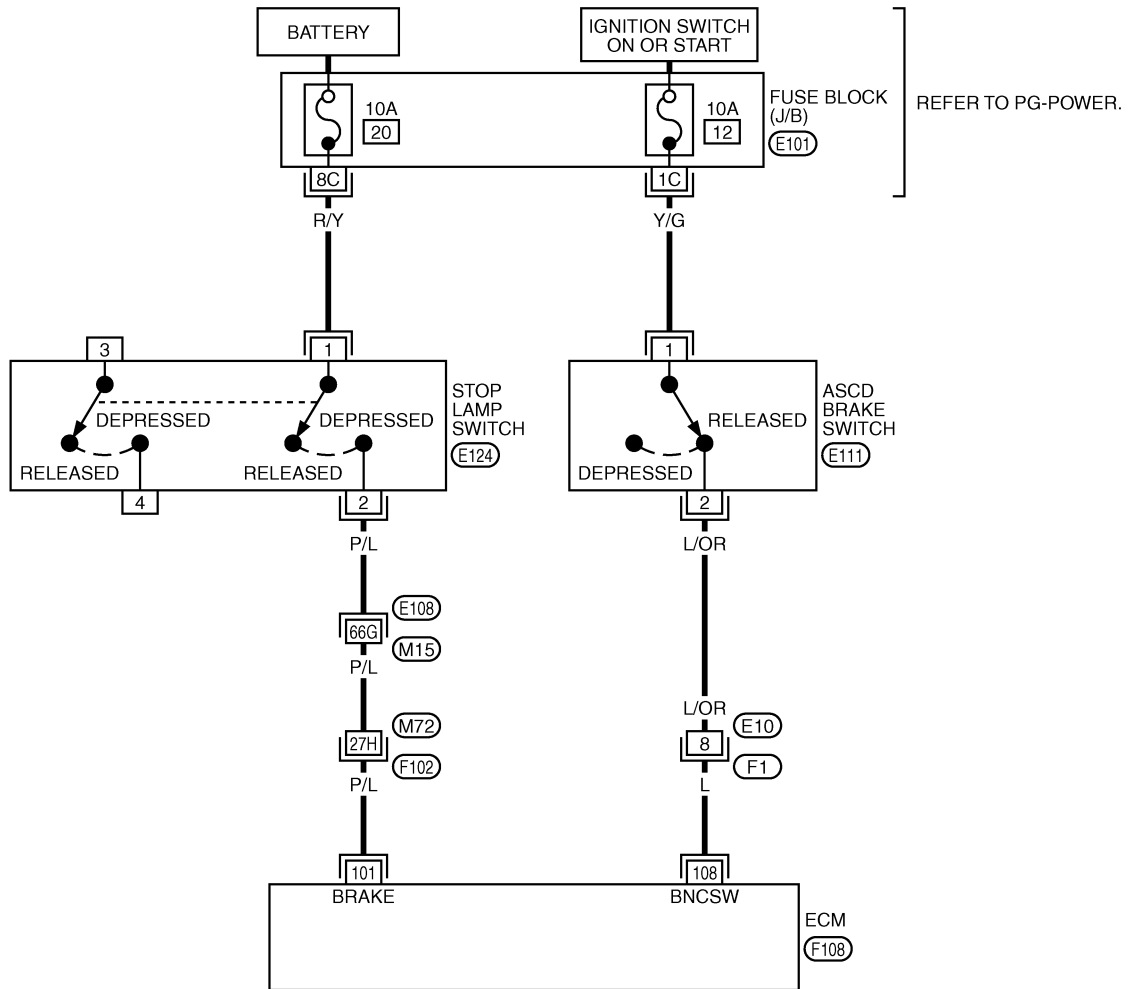 BATTERY
IGNITION SWITCH
ON OR START
10A
20
10A
12
FUSE BLOCK
(J/B)
E101
REFER TO PG-POWER.
8C
1C
R/Y
Y/G
3
1
1
DEPRESSED
DEPRESSED
RELEASED
RELEASED
STOP
LAMP
SWITCH
E124
RELEASED
DEPRESSED
ASCD
BRAKE
SWITCH
E111
4
2
2
P/L
L/OR
E108
66G
M15
P/L
L/OR
M72
27H
F102
E10
8
F1
P/L
L
101
108
BRAKE
BNCSW
ECM
F108